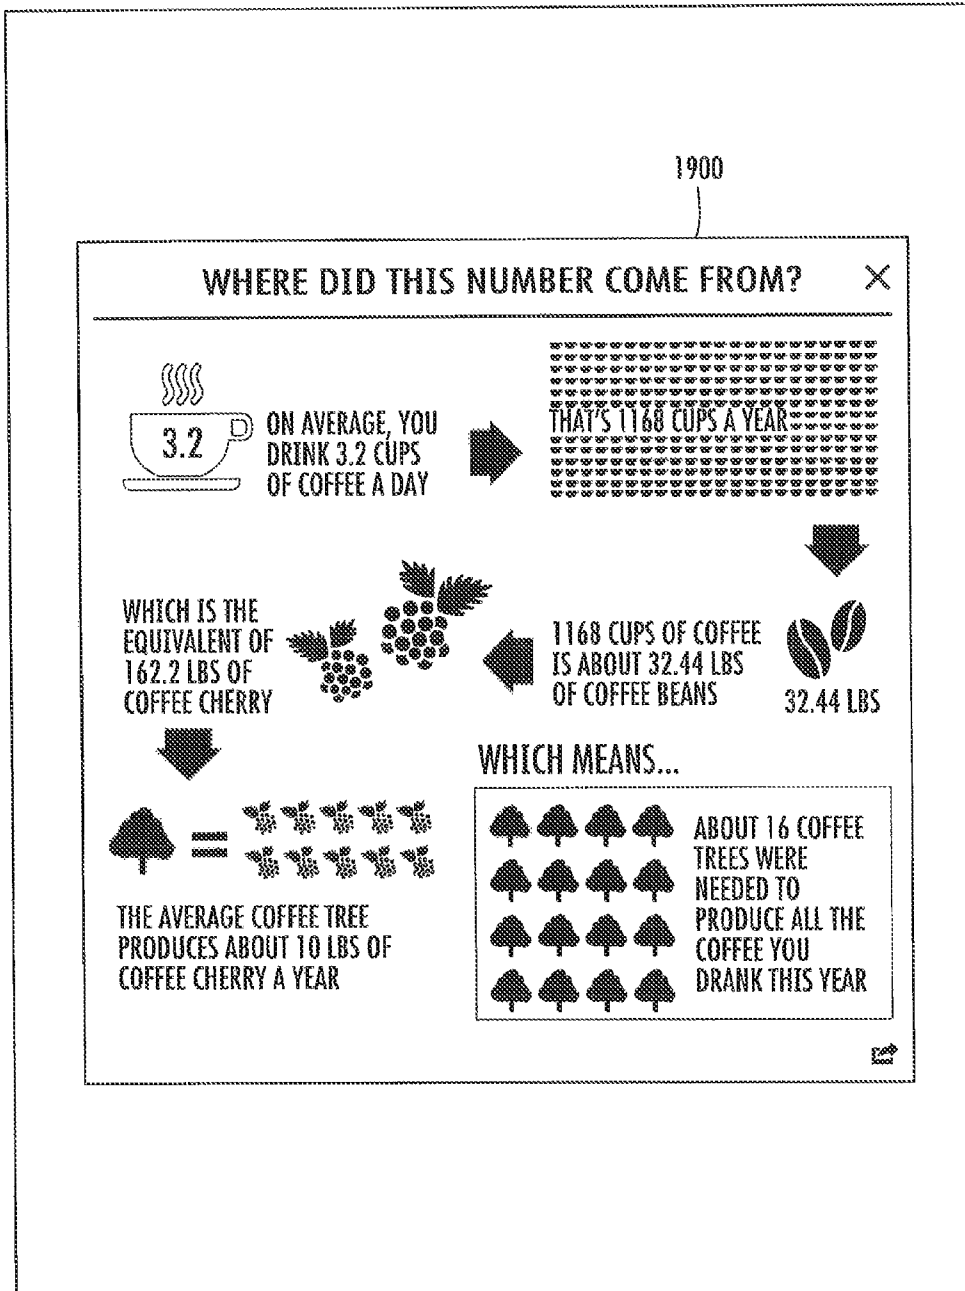 1900
WHERE DID THIS NUMBER COME FROM?
3.2
ON AVERAGE, YOU
DRINK 3.2 CUPS
OF COFFEE A DAY
THAT'S 1168 CUPS A YEAR
1168 CUPS OF COFFEE
IS ABOUT 32.44 LBS
OF COFFEE BEANS
32.44 LBS
WHICH IS THE
EQUIVALENT OF
162.2 LBS OF
COFFEE CHERRY
THE AVERAGE COFFEE TREE
PRODUCES ABOUT 10 LBS OF
COFFEE CHERRY A YEAR
WHICH MEANS...
ABOUT 16 COFFEE
TREES WERE
NEEDED TO
PRODUCE ALL THE
COFFEE YOU
DRANK THIS YEAR